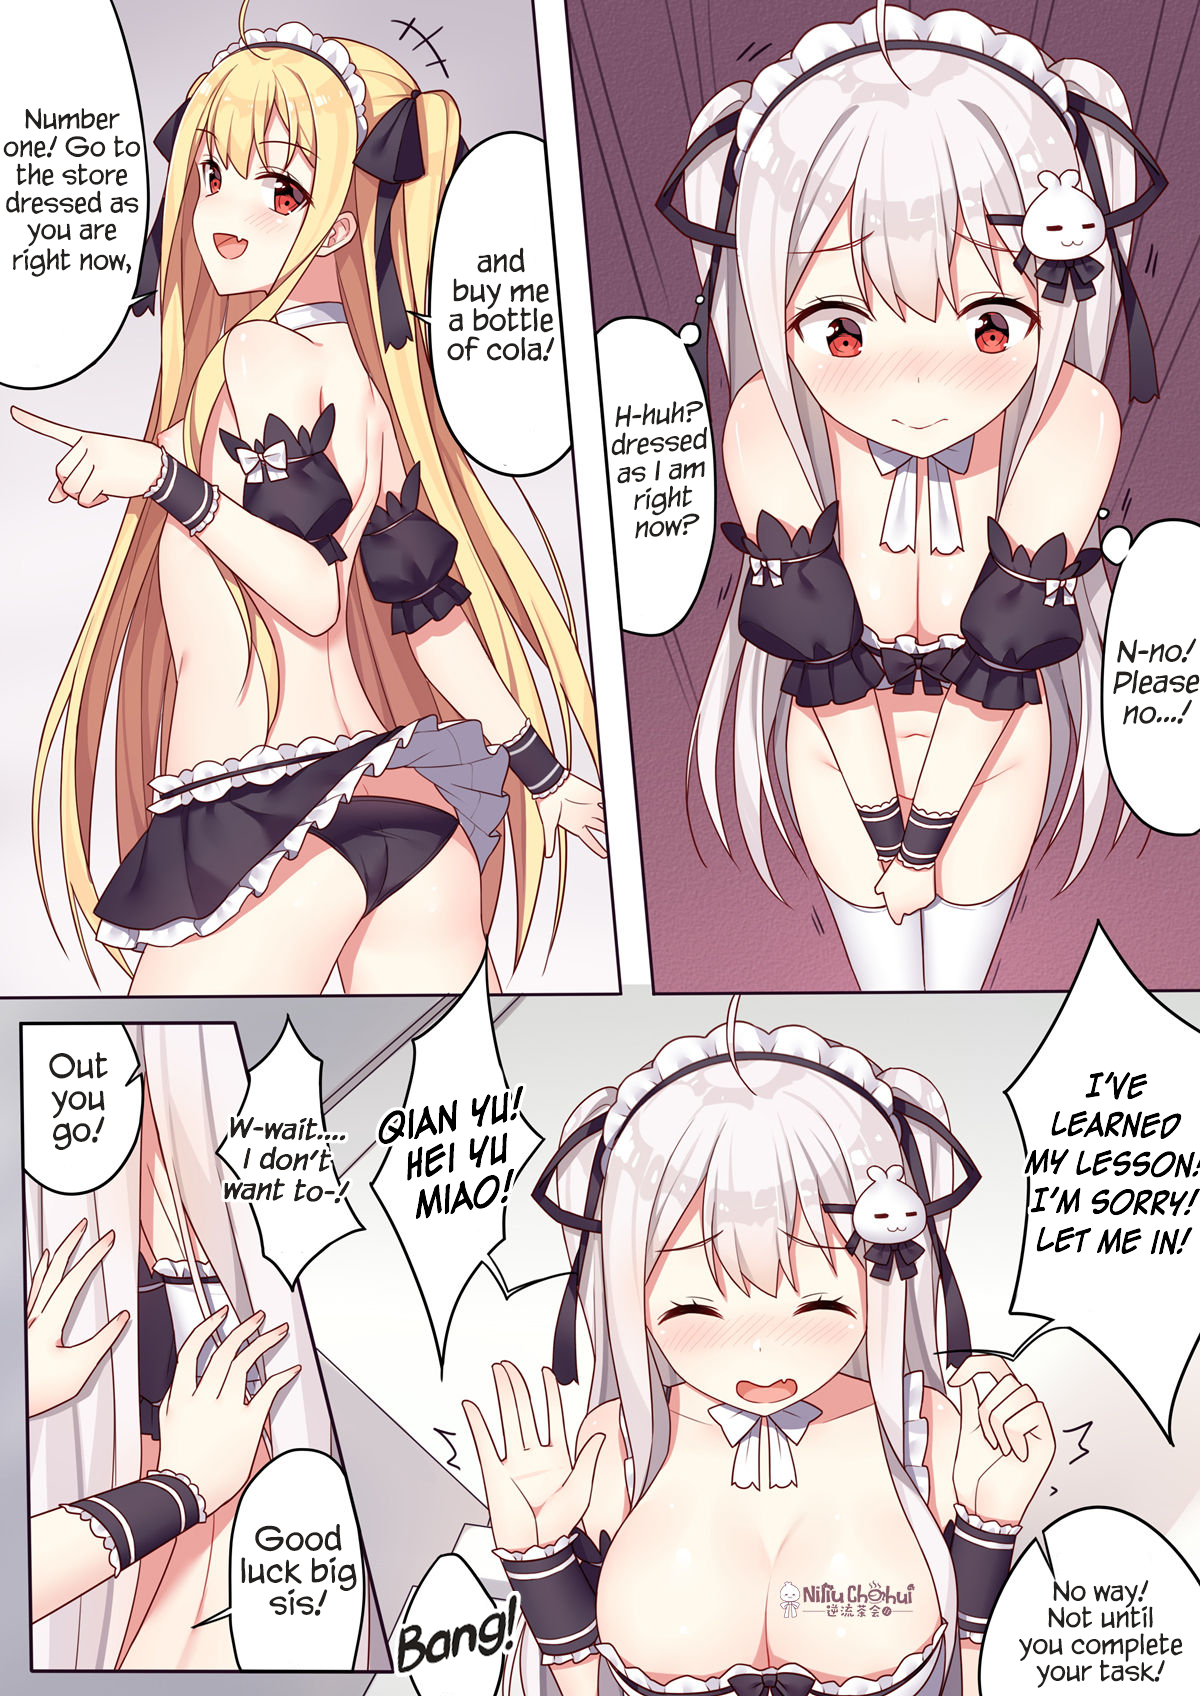 Number
one! Go to
the store
dressed as
you are
right now,
and
buy me
a bottle
of cola!
H-huh?
dressed
as I am
right
now?
N-no!
Please
no...!
Out
you
go!
W-wait....
I don't
want to-!
Good
luck big
sis!
QIAN YU!
HEI YU
MIAO!
I'VE
LEARNED
MY LESSON!
I'M SORRY!
LET ME IN!
Bang!
Niliu Chahui
逆流茶会
No way!
Not until
you complete
your task!